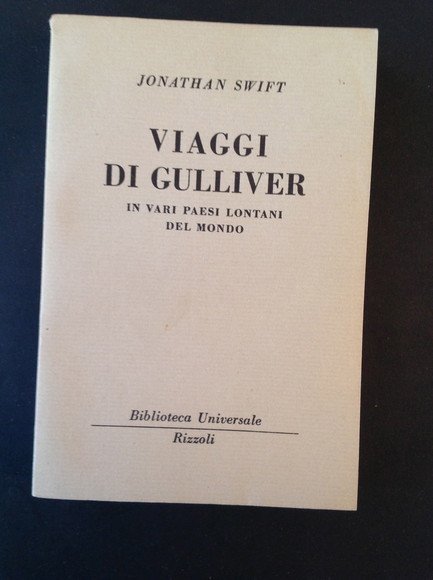 JONATHAN SWIFT
VIAGGI
DI GULLIVER
IN VARI PAESI LONTANI
DEL MONDO
Biblioteca Universale
Rizzoli